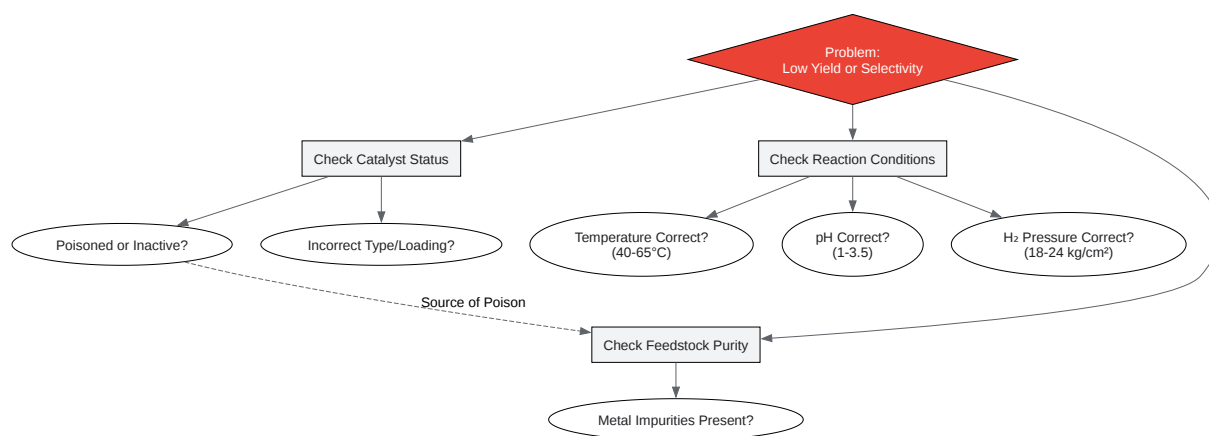 Problem:
Low Yield or Selectivity
Check Catalyst Status
Check Reaction Conditions
Poisoned or Inactive?
Incorrect Type/Loading?
Temperature Correct?
(40-65°C)
pH Correct?
(1-3.5)
H₂ Pressure Correct?
(18-24 kg/cm²)
Source of Poison
Check Feedstock Purity
Metal Impurities Present?